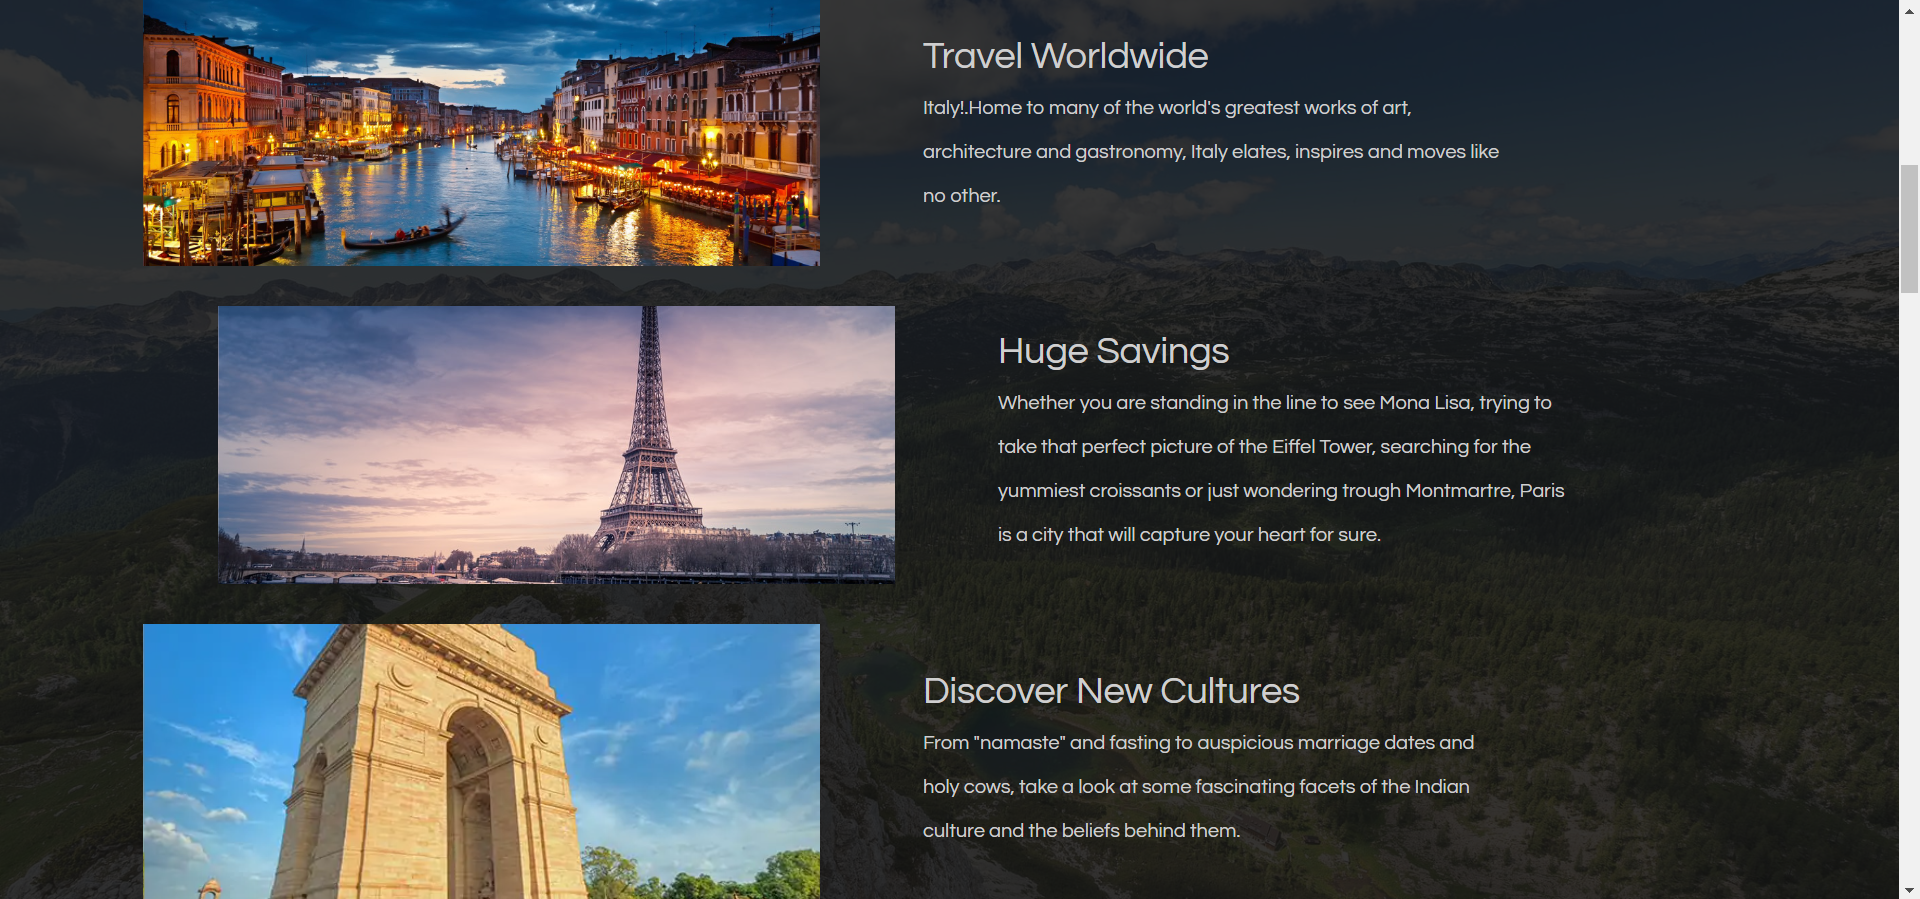 Travel Worldwide
Italy!.Home to many of the world's greatest works of art,
architecture and gastronomy, Italy elates, inspires and moves like
no other.
Huge Savings
Whether you are standing in the line to see Mona Lisa, trying to
take that perfect picture of the Eiffel Tower, searching for the
yummiest croissants or just wondering trough Montmartre, Paris
is a city that will capture your heart for sure.
Discover New Cultures
From "namaste" and fasting to auspicious marriage dates and
holy cows, take a look at some fascinating facets of the Indian
culture and the beliefs behind them.